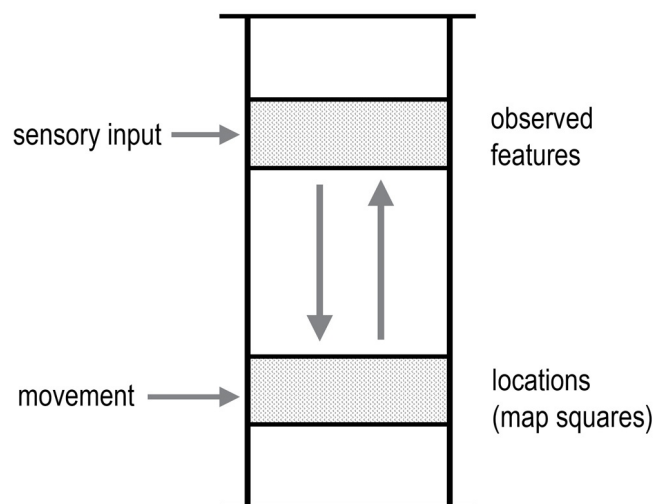 sensory input
observed
features
movement
locations
(map squares)